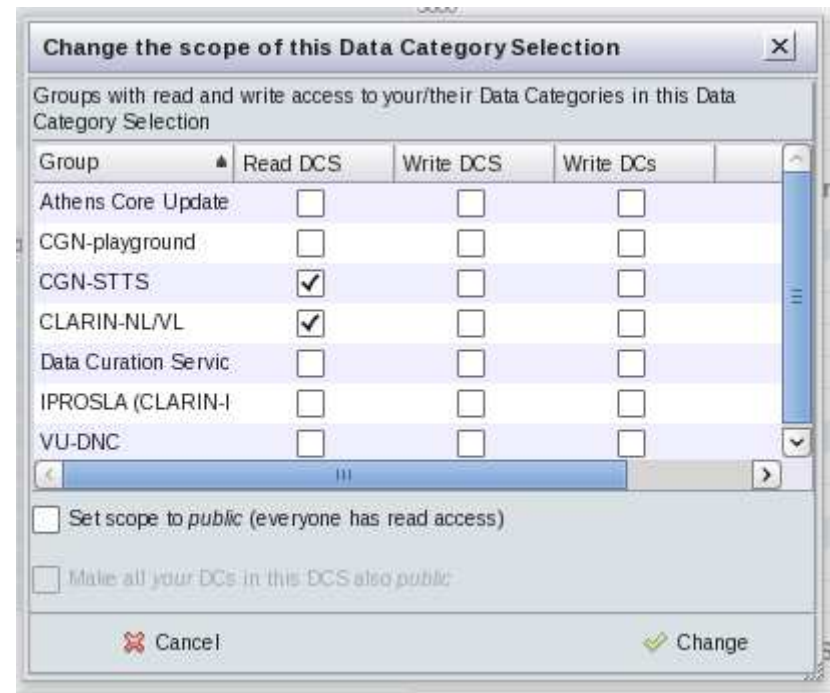 Change the scope of this Data Category Selection
Groups with read and write access to your/their Data Categories in this Data
Category Selection
Group Read DCS Write DCS Write DCs
Athens Core Update
CGN-playground
CGN-STTS
CLARIN-NL/VL
Data Curation Servic
IPROSLA (CLARIN-I
VU-DNC
Set scope to public (everyone has read access)
Make all your DCs in this DCS also public
Cancel Change